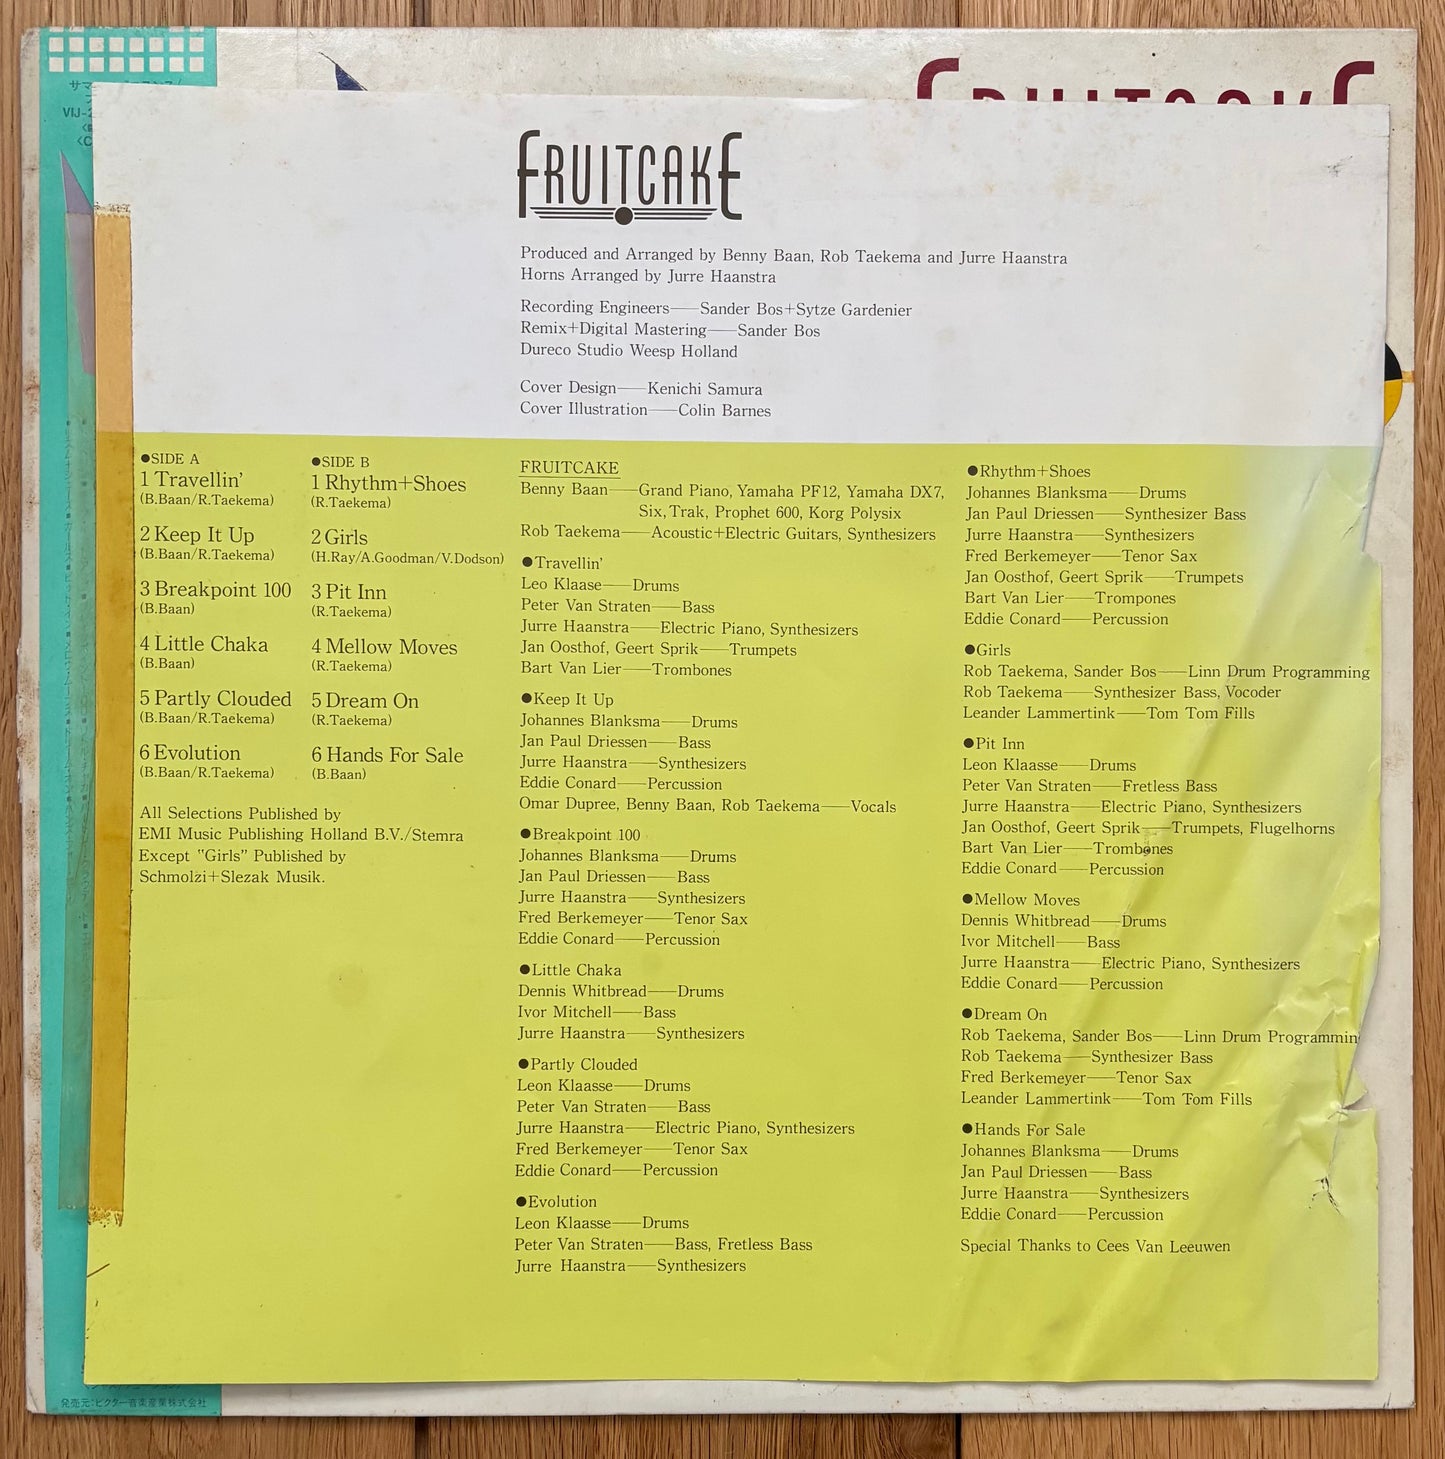 FRUITCAKE
VIJ-2
発売元:ビクター音楽産業株式会社
FRUITCAKE
Produced and Arranged by Benny Baan, Rob Taekema and Jurre Haanstra
Horns Arranged by Jurre Haanstra
Recording Engineers——Sander Bos+Sytze Gardenier
Remix+Digital Mastering——Sander Bos
Dureco Studio Weesp Holland
Cover Design——Kenichi Samura
Cover Illustration——Colin Barnes
●SIDE A
1 Travellin'
(B.Baan/R.Taekema)
2 Keep It Up
(B.Baan/R.Taekema)
3 Breakpoint 100
(B.Baan)
4 Little Chaka
(B.Baan)
5 Partly Clouded
(B.Baan/R.Taekema)
6 Evolution
(B.Baan/R.Taekema)
●SIDE B
1 Rhythm+Shoes
(R.Taekema)
2 Girls
(H.Ray/A.Goodman/V.Dodson)
3 Pit Inn
(R.Taekema)
4 Mellow Moves
(R.Taekema)
5 Dream On
(R.Taekema)
6 Hands For Sale
(B.Baan)
All Selections Published by
EMI Music Publishing Holland B.V./Stemra
Except "Girls" Published by
Schmolzi+Slezak Musik.
FRUITCAKE
Benny Baan——Grand Piano, Yamaha PF12, Yamaha DX7,
Six, Trak, Prophet 600, Korg Polysix
Rob Taekema——Acoustic+Electric Guitars, Synthesizers
●Travellin'
Leo Klaase——Drums
Peter Van Straten——Bass
Jurre Haanstra——Electric Piano, Synthesizers
Jan Oosthof, Geert Sprik——Trumpets
Bart Van Lier——Trombones
●Keep It Up
Johannes Blanksma——Drums
Jan Paul Driessen——Bass
Jurre Haanstra——Synthesizers
Eddie Conard——Percussion
Omar Dupree, Benny Baan, Rob Taekema——Vocals
●Breakpoint 100
Johannes Blanksma——Drums
Jan Paul Driessen——Bass
Jurre Haanstra——Synthesizers
Fred Berkemeyer——Tenor Sax
Eddie Conard——Percussion
●Little Chaka
Dennis Whitbread——Drums
Ivor Mitchell——Bass
Jurre Haanstra——Synthesizers
●Partly Clouded
Leon Klaasse——Drums
Peter Van Straten——Bass
Jurre Haanstra——Electric Piano, Synthesizers
Fred Berkemeyer——Tenor Sax
Eddie Conard——Percussion
●Evolution
Leon Klaasse——Drums
Peter Van Straten——Bass, Fretless Bass
Jurre Haanstra——Synthesizers
●Rhythm+Shoes
Johannes Blanksma——Drums
Jan Paul Driessen——Synthesizer Bass
Jurre Haanstra——Synthesizers
Fred Berkemeyer——Tenor Sax
Jan Oosthof, Geert Sprik——Trumpets
Bart Van Lier——Trompones
Eddie Conard——Percussion
●Girls
Rob Taekema, Sander Bos——Linn Drum Programming
Rob Taekema——Synthesizer Bass, Vocoder
Leander Lammertink——Tom Tom Fills
●Pit Inn
Leon Klaasse——Drums
Peter Van Straten——Fretless Bass
Jurre Haanstra——Electric Piano, Synthesizers
Jan Oosthof, Geert Sprik——Trumpets, Flugelhorns
Bart Van Lier——Trombones
Eddie Conard——Percussion
●Mellow Moves
Dennis Whitbread——Drums
Ivor Mitchell——Bass
Jurre Haanstra——Electric Piano, Synthesizers
Eddie Conard——Percussion
●Dream On
Rob Taekema, Sander Bos——Linn Drum Programmin
Rob Taekema——Synthesizer Bass
Fred Berkemeyer——Tenor Sax
Leander Lammertink——Tom Tom Fills
●Hands For Sale
Johannes Blanksma——Drums
Jan Paul Driessen——Bass
Jurre Haanstra——Synthesizers
Eddie Conard——Percussion
Special Thanks to Cees Van Leeuwen